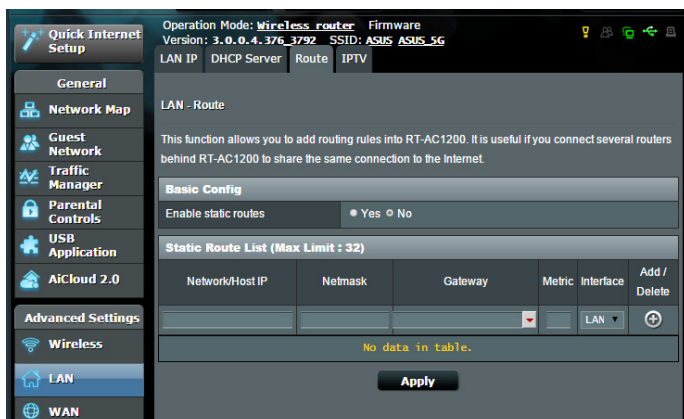 Quick Internet
Setup
General
Network Map
Guest
Network
Traffic
Manager
Parental
Controls
USB
Application
AiCloud 2.0
Advanced Settings
Wireless
LAN
WAN
Operation Mode: Wireless router Firmware
Version: 3.0.0.4.376_3792 SSID: ASUS ASUS_5G
LAN IP DHCP Server Route IPTV
LAN - Route
This function allows you to add routing rules into RT-AC1200. It is useful if you connect several routers
behind RT-AC1200 to share the same connection to the Internet.
Basic Config
Enable static routes Yes No
Static Route List (Max Limit : 32)
Network/Host IP Netmask Gateway Metric Interface Add /
Delete
LAN
No data in table.
Apply